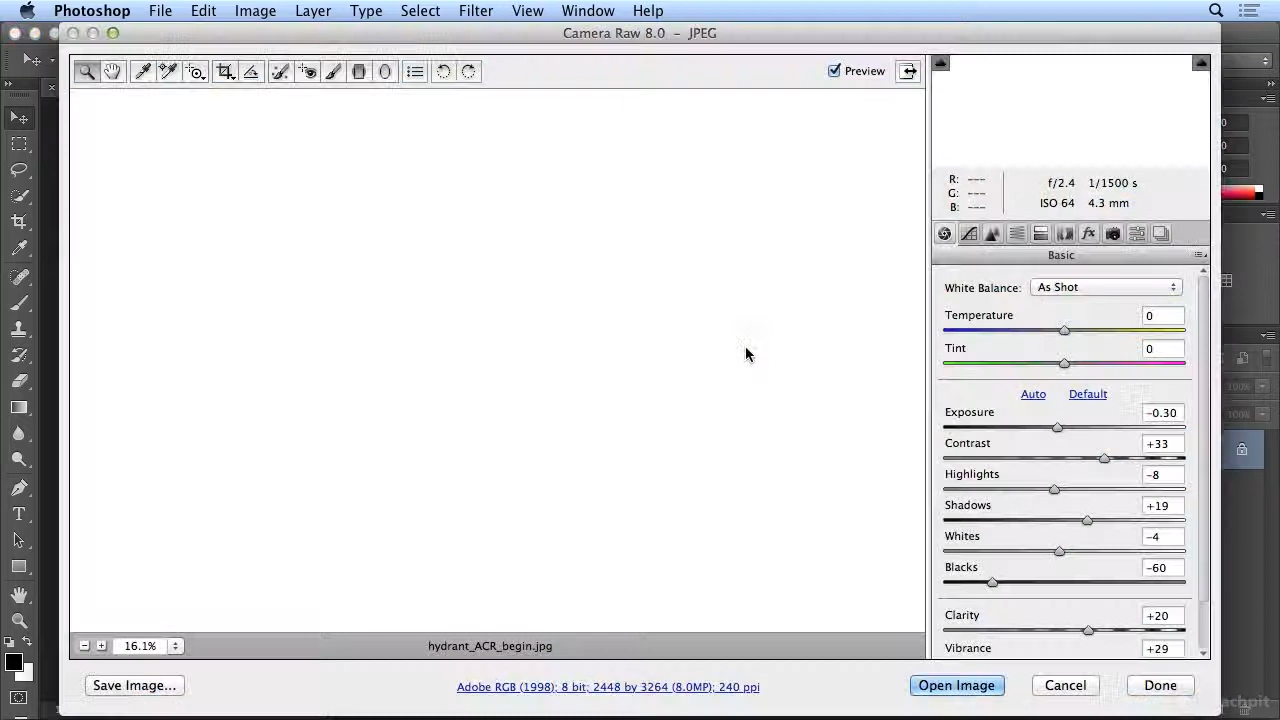 Photoshop File Edit Image Layer Type Select Filter View Window Help
Camera Raw 8.0 – JPEG
Preview
R: ---
G: ---
B: ---
f/2.4 1/1500 s
ISO 64 4.3 mm
Basic
White Balance: As Shot
Temperature 0
Tint 0
Auto Default
Exposure -0.30
Contrast +33
Highlights -8
Shadows +19
Whites -4
Blacks -60
Clarity +20
Vibrance +29
100%
100%
16.1%
hydrant_ACR_begin.jpg
Save Image...
Adobe RGB (1998); 8 bit; 2448 by 3264 (8.0MP); 240 ppi
Open Image Cancel Done